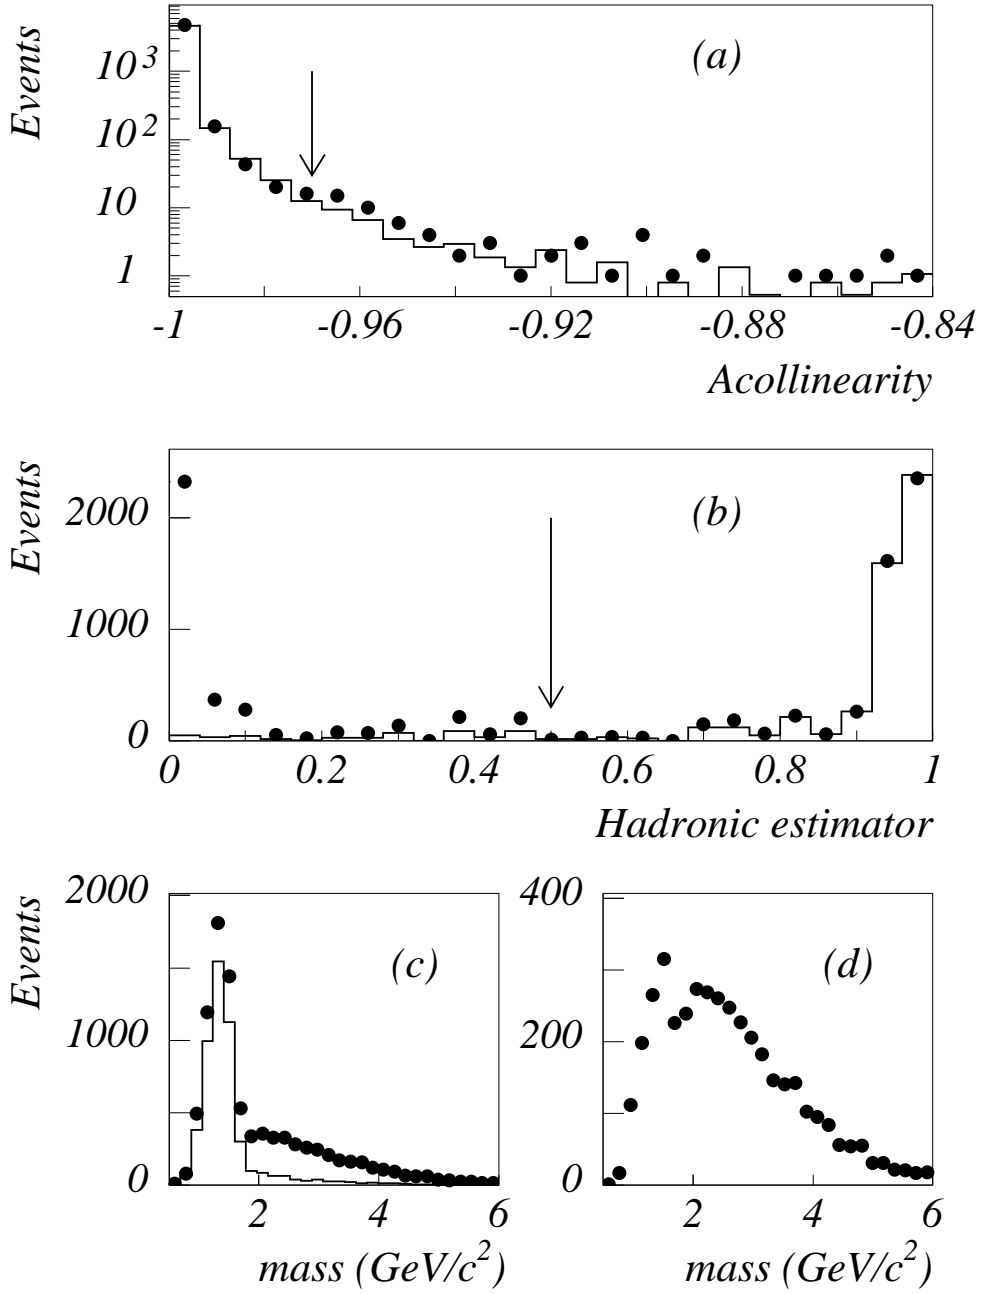 Events
(a)
10^3
10^2
10
1
-1 -0.96 -0.92 -0.88 -0.84
Acollinearity
Events
(b)
2000
1000
0
0 0.2 0.4 0.6 0.8 1
Hadronic estimator
Events
(c)
2000
1000
0
2 4 6
mass (GeV/c^2)
(d)
400
200
0
2 4 6
mass (GeV/c^2)